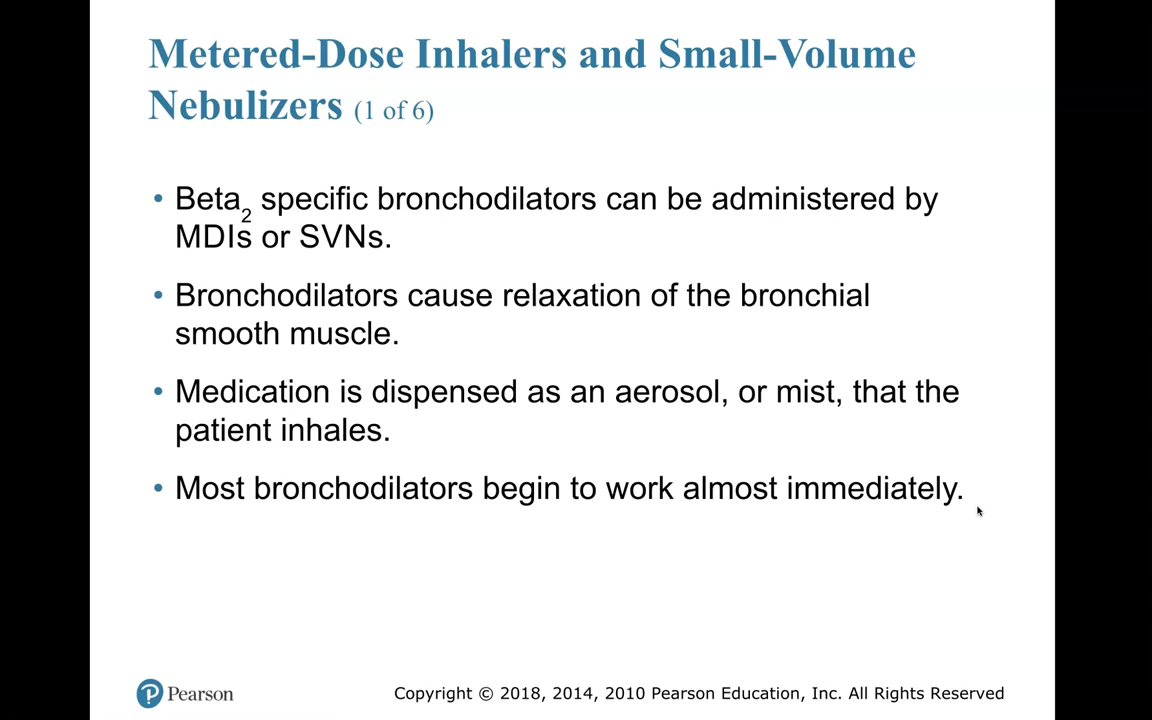 Metered-Dose Inhalers and Small-Volume
Nebulizers (1 of 6)
• Beta2 specific bronchodilators can be administered by
MDIs or SVNs.
• Bronchodilators cause relaxation of the bronchial
smooth muscle.
• Medication is dispensed as an aerosol, or mist, that the
patient inhales.
• Most bronchodilators begin to work almost immediately.
Pearson
Copyright © 2018, 2014, 2010 Pearson Education, Inc. All Rights Reserved